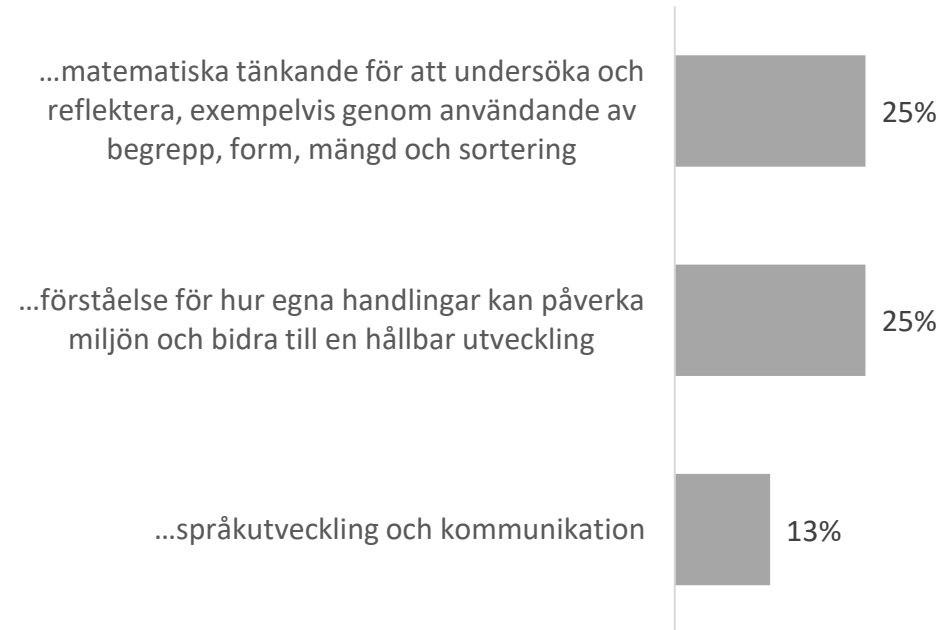 ...matematiska tänkande för att undersöka och
reflektera, exempelvis genom användande av
begrepp, form, mängd och sortering
25%
...förståelse för hur egna handlingar kan påverka
miljön och bidra till en hållbar utveckling
25%
...språkutveckling och kommunikation
13%